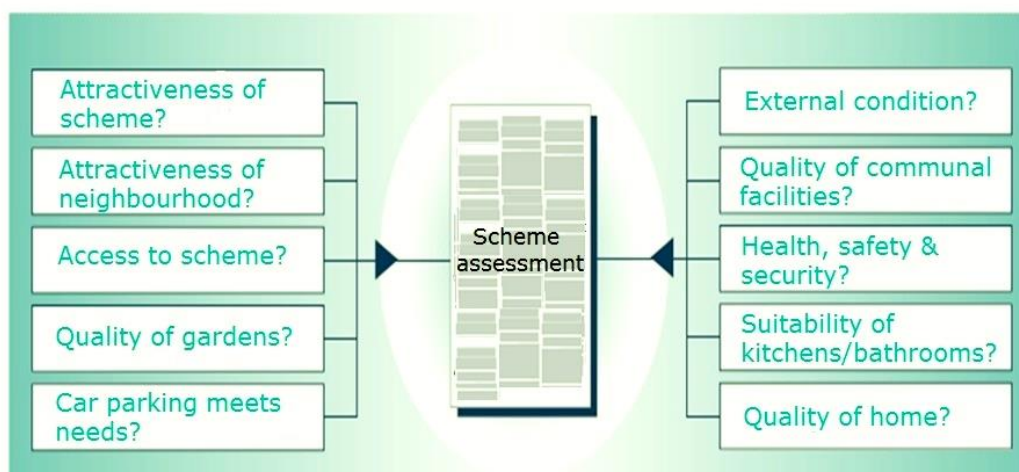 Attractiveness of
scheme?
Attractiveness of
neighbourhood?
Access to scheme?
Quality of gardens?
Car parking meets
needs?
Scheme
assessment
External condition?
Quality of communal
facilities?
Health, safety &
security?
Suitability of
kitchens/bathrooms?
Quality of home?